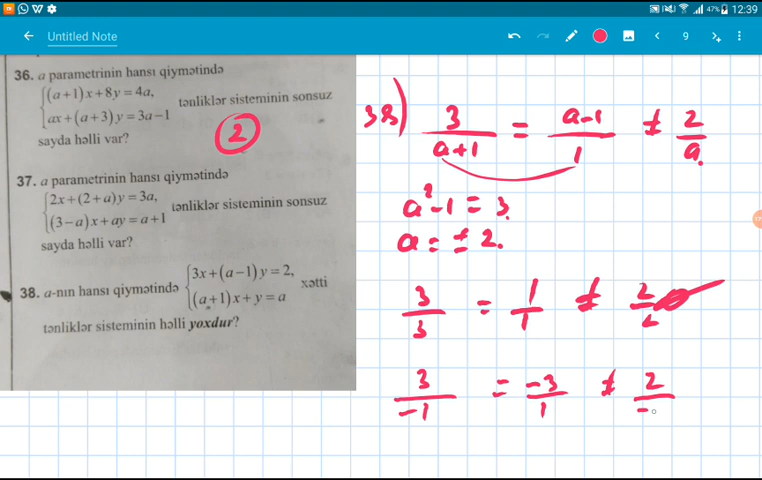 47% 12:39
Untitled Note
9
36. a parametrinin hansı qiymətində
(a+1)x+8y=4a,
ax+(a+3)y=3a-1
tənliklər sisteminin sonsuz
sayda həlli var?
2
37. a parametrinin hansı qiymətində
2x+(2+a)y=3a,
(3-a)x+ay=a+1
tənliklər sisteminin sonsuz
sayda həlli var?
38. a-nın hansı qiymətində
3x+(a-1)y=2,
(a+1)x+y=a
xətti
tənliklər sisteminin həlli yoxdur?
38) 3/(a+1) = (a-1)/1 ≠ 2/a.
a²-1=3.
a=±2.
3/3 = 1/1 ≠ 2/2
3/-1 = -3/1 ≠ 2/-